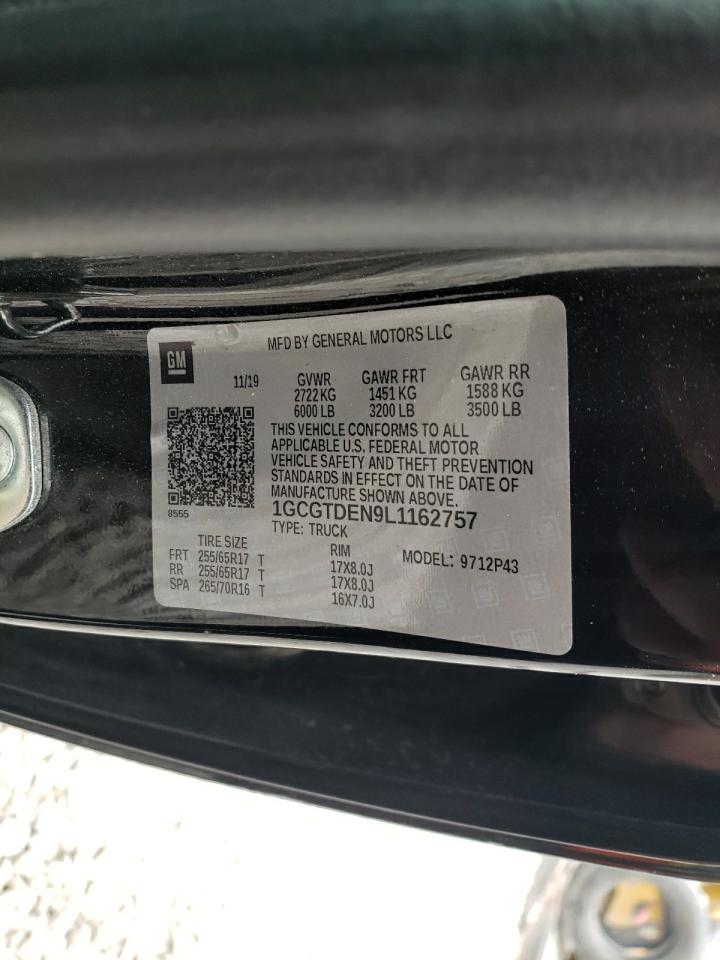 MFD BY GENERAL MOTORS LLC
GM
11/19 GVWR GAWR FRT GAWR RR
2722 KG 1451 KG 1588 KG
6000 LB 3200 LB 3500 LB
THIS VEHICLE CONFORMS TO ALL
APPLICABLE U.S. FEDERAL MOTOR
VEHICLE SAFETY AND THEFT PREVENTION
STANDARDS IN EFFECT ON THE DATE OF
MANUFACTURE SHOWN ABOVE.
8555
1GCGTDEN9L1162757
TYPE: TRUCK
TIRE SIZE RIM MODEL: 9712P43
FRT 255/65R17 T 17X8.0J
RR 255/65R17 T 17X8.0J
SPA 265/70R16 T 16X7.0J